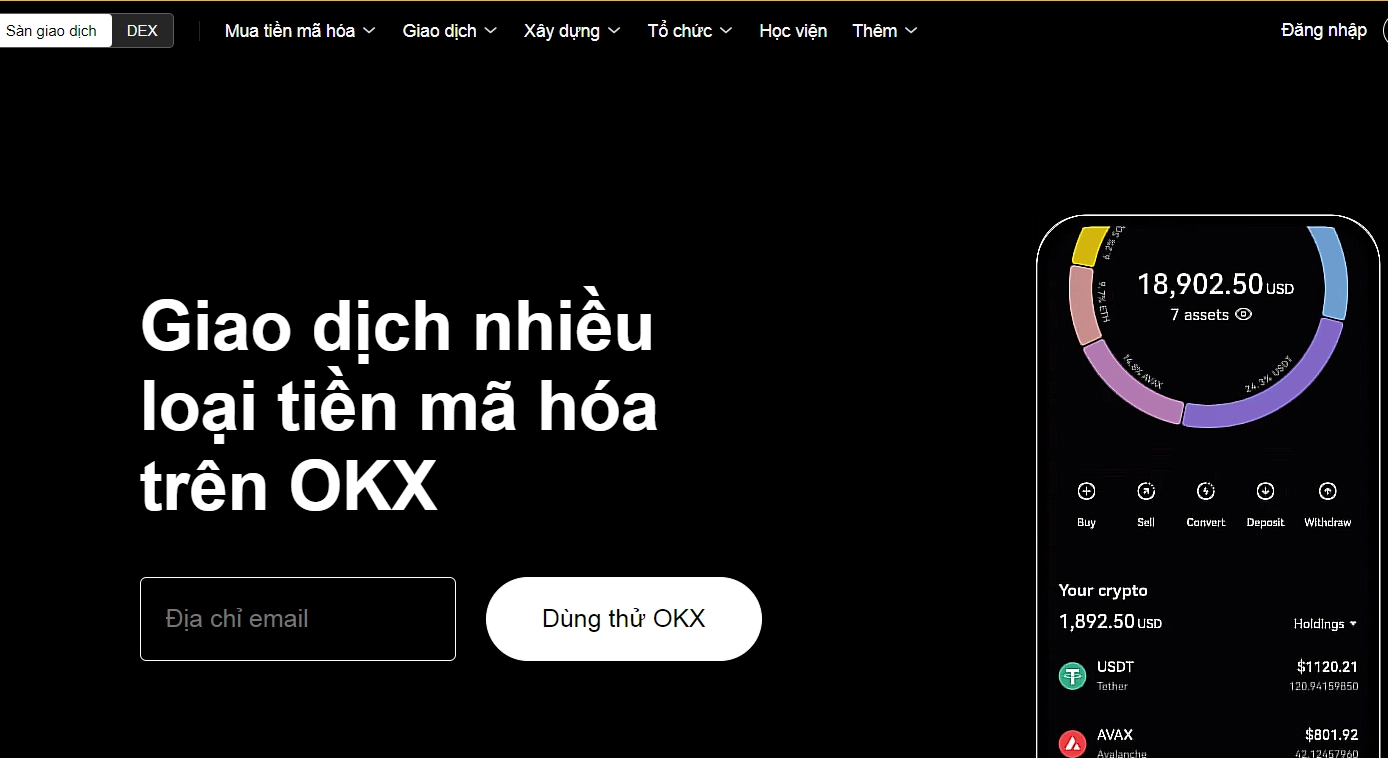 Sàn giao dịch DEX Mua tiền mã hóa Giao dịch Xây dựng Tổ chức Học viện Thêm Đăng nhập
Giao dịch nhiều
loại tiền mã hóa
trên OKX
Địa chỉ email Dùng thử OKX
6.2%
9.7% ETH
18,902.50 USD
7 assets
14.8% AVAX
24.3% USDT
Buy Sell Convert Deposit Withdraw
Your crypto
1,892.50 USD Holdings
USDT $1120.21
Tether 120.94159850
AVAX $801.92
Avalanche 42.12457960